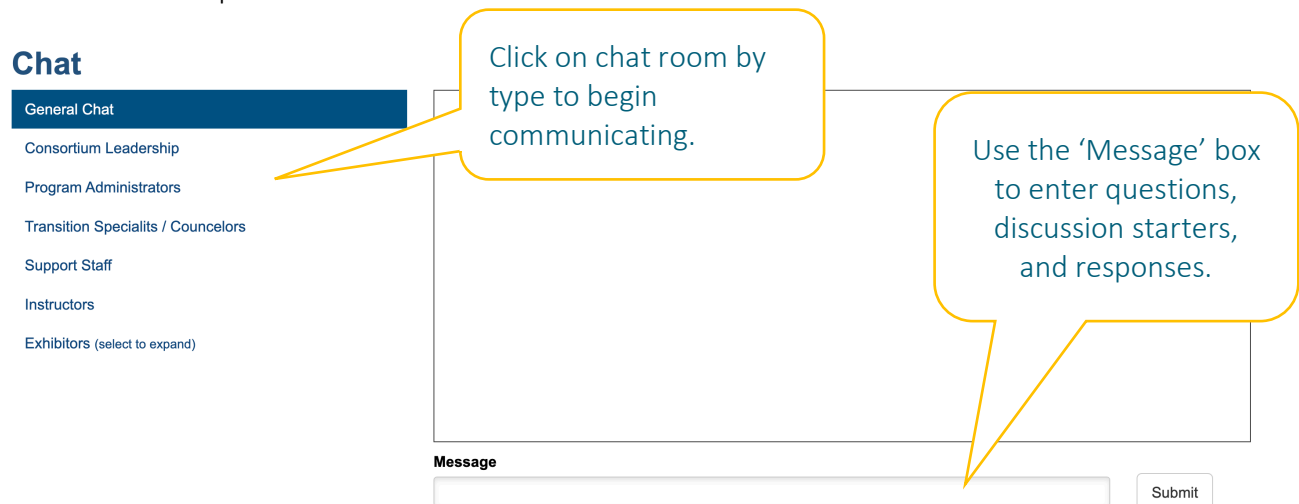 Chat
General Chat
Consortium Leadership
Program Administrators
Transition Specialits / Councelors
Support Staff
Instructors
Exhibitors (select to expand)
Click on chat room by
type to begin
communicating.
Use the ‘Message’ box
to enter questions,
discussion starters,
and responses.
Message
Submit